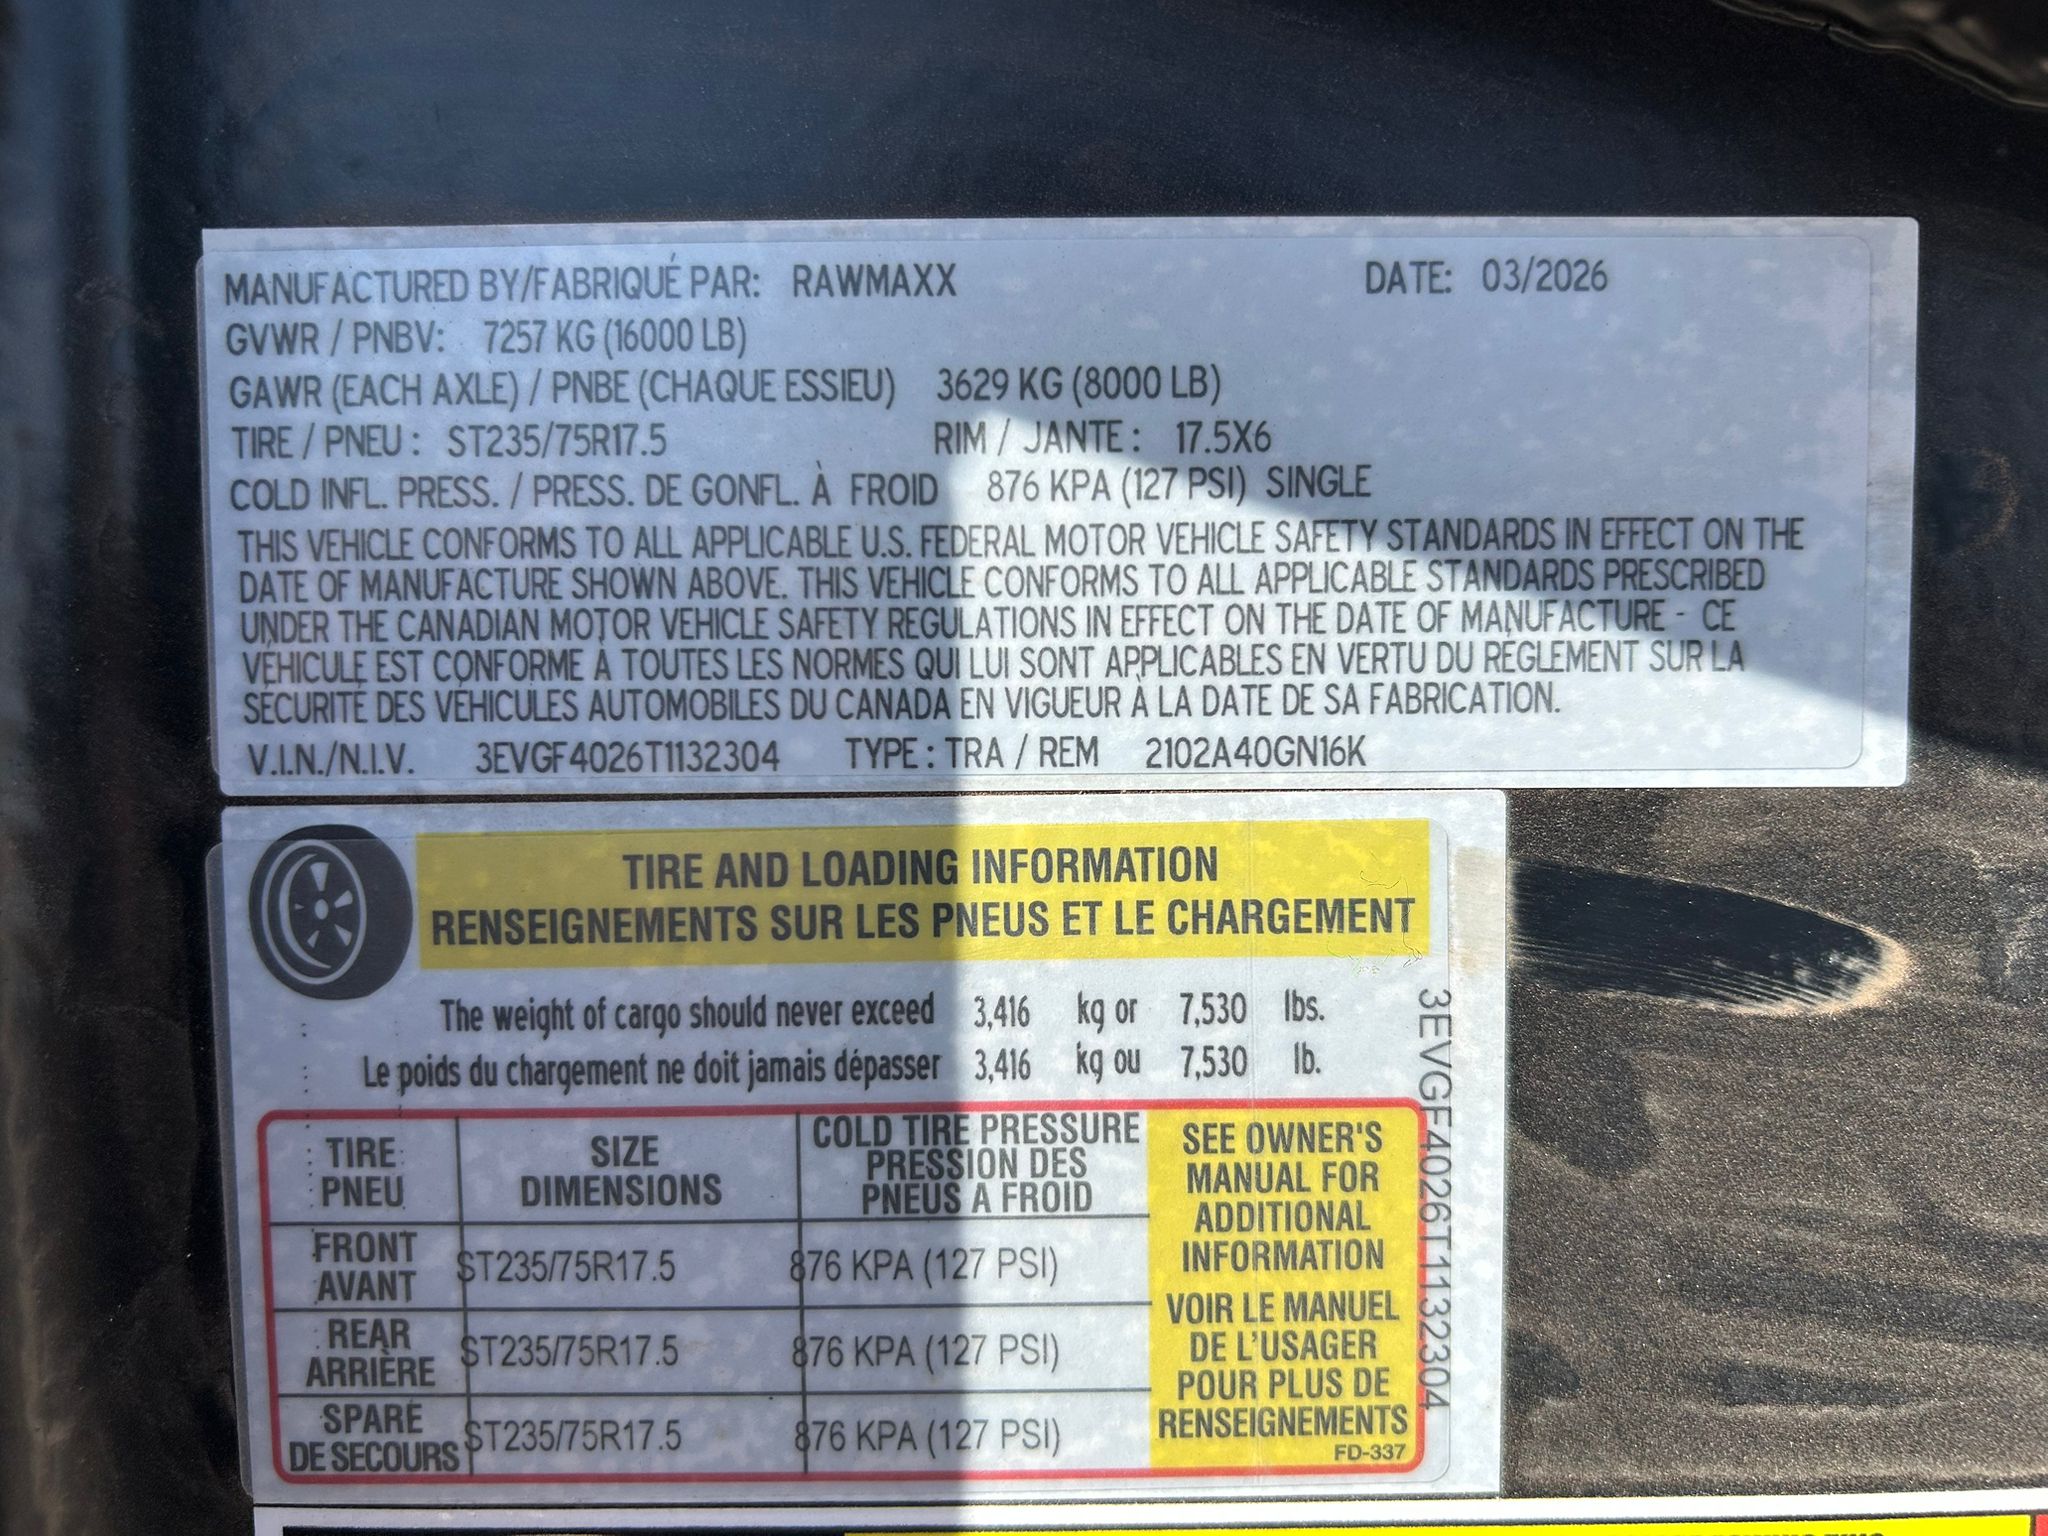 MANUFACTURED BY/FABRIQUÉ PAR: RAWMAXX DATE: 03/2026
GVWR / PNBV: 7257 KG (16000 LB)
GAWR (EACH AXLE) / PNBE (CHAQUE ESSIEU) 3629 KG (8000 LB)
TIRE / PNEU : ST235/75R17.5 RIM / JANTE : 17.5X6
COLD INFL. PRESS. / PRESS. DE GONFL. À FROID 876 KPA (127 PSI) SINGLE
THIS VEHICLE CONFORMS TO ALL APPLICABLE U.S. FEDERAL MOTOR VEHICLE SAFETY STANDARDS IN EFFECT ON THE
DATE OF MANUFACTURE SHOWN ABOVE. THIS VEHICLE CONFORMS TO ALL APPLICABLE STANDARDS PRESCRIBED
UNDER THE CANADIAN MOTOR VEHICLE SAFETY REGULATIONS IN EFFECT ON THE DATE OF MANUFACTURE - CE
VÉHICULE EST CONFORME À TOUTES LES NORMES QUI LUI SONT APPLICABLES EN VERTU DU RÈGLEMENT SUR LA
SÉCURITÉ DES VÉHICULES AUTOMOBILES DU CANADA EN VIGUEUR À LA DATE DE SA FABRICATION.
V.I.N./N.I.V. 3EVGF4026T1132304 TYPE : TRA / REM 2102A40GN16K
TIRE AND LOADING INFORMATION
RENSEIGNEMENTS SUR LES PNEUS ET LE CHARGEMENT
The weight of cargo should never exceed 3,416 kg or 7,530 lbs.
Le poids du chargement ne doit jamais dépasser 3,416 kg ou 7,530 lb.
TIRE
PNEU
SIZE
DIMENSIONS
COLD TIRE PRESSURE
PRESSION DES
PNEUS A FROID
FRONT
AVANT
ST235/75R17.5
876 KPA (127 PSI)
REAR
ARRIÈRE
ST235/75R17.5
876 KPA (127 PSI)
SPARE
DE SECOURS
ST235/75R17.5
876 KPA (127 PSI)
SEE OWNER'S
MANUAL FOR
ADDITIONAL
INFORMATION
VOIR LE MANUEL
DE L'USAGER
POUR PLUS DE
RENSEIGNEMENTS
FD-337
3EVGF4026T1132304